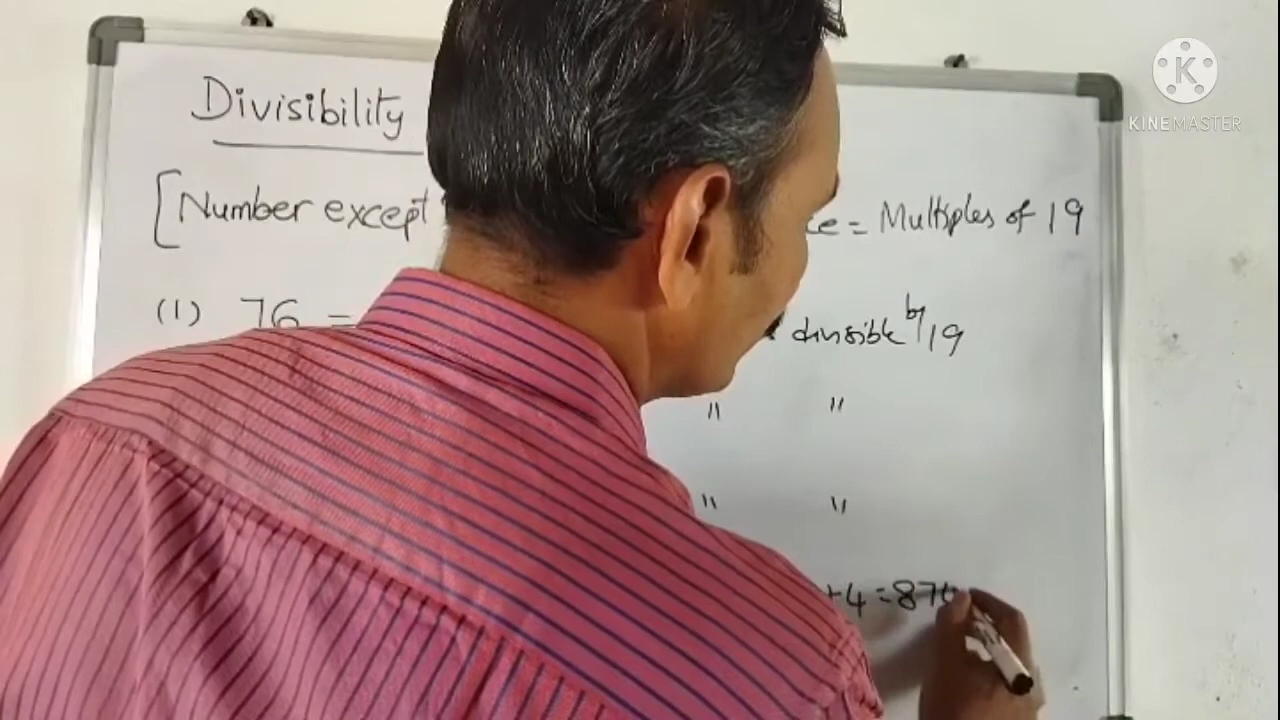 Divisibility
KINEMASTER
[Number except = Multiples of 19
(1) 76 = divisible by 19
" "
" "
+4 = 876